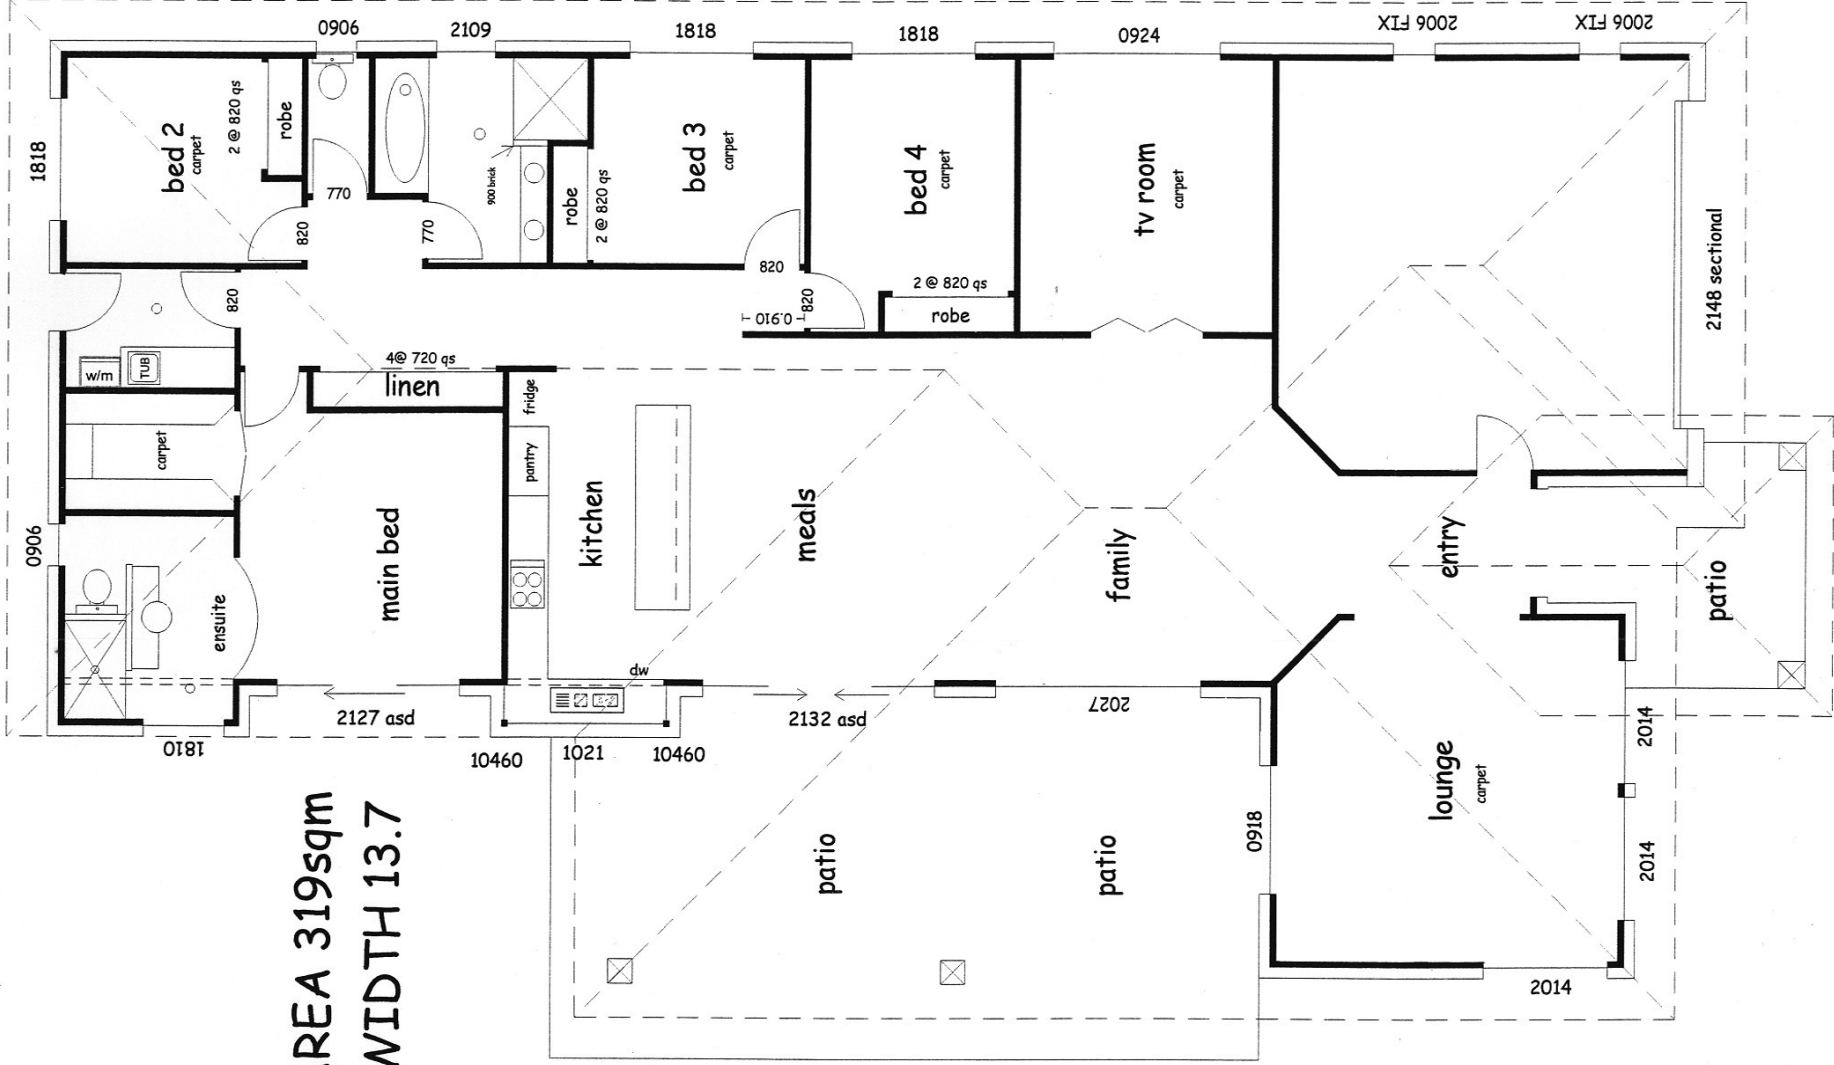 0906
2109
1818
1818
0924
2006 FIX
2006 FIX
1818
bed 2
carpet
2 @ 820 qs
robe
770
820
770
900 brick
robe
2 @ 820 qs
bed 3
carpet
820
0.910
820
bed 4
carpet
2 @ 820 qs
robe
tv room
carpet
2148 sectional
820
w/m
TUB
4@ 720 qs
linen
fridge
pantry
carpet
0906
ensuite
main bed
kitchen
meals
family
entry
patio
dw
2127 asd
1810
10460
1021
10460
2132 asd
2027
lounge
carpet
2014
2014
0918
2014
patio
patio
REA 319sqm
WIDTH 13.7